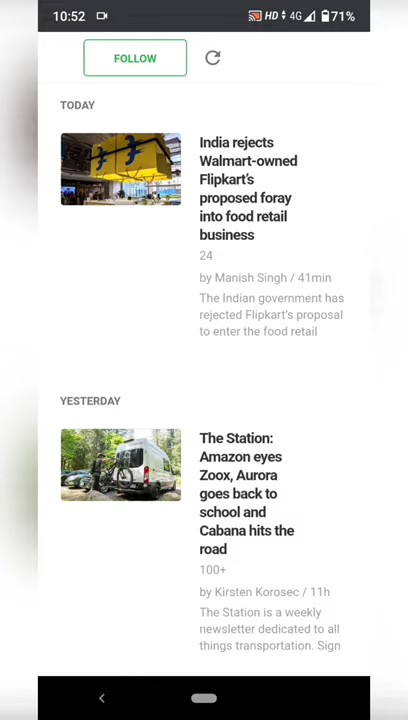 10:52 HD 4G 71%
FOLLOW
TODAY
India rejects
Walmart-owned
Flipkart's
proposed foray
into food retail
business
24
by Manish Singh / 41min
The Indian government has
rejected Flipkart's proposal
to enter the food retail
YESTERDAY
The Station:
Amazon eyes
Zoox, Aurora
goes back to
school and
Cabana hits the
road
100+
by Kirsten Korosec / 11h
The Station is a weekly
newsletter dedicated to all
things transportation. Sign